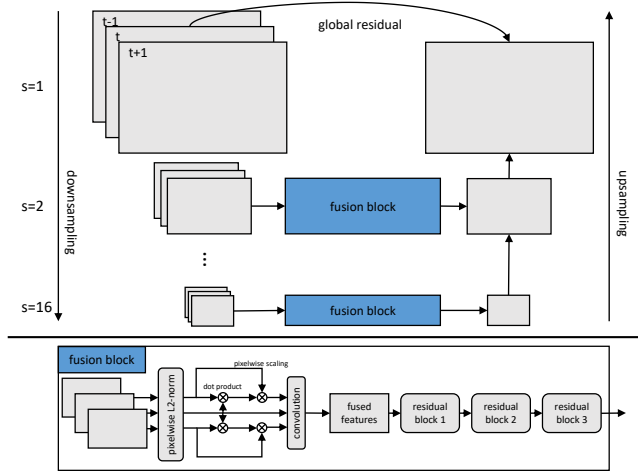 t-1
t
t+1
global residual
s=1
downsampling
upsampling
s=2
fusion block
...
s=16
fusion block
fusion block
pixelwise L2-norm
pixelwise scaling
dot product
convolution
fused
features
residual
block 1
residual
block 2
residual
block 3